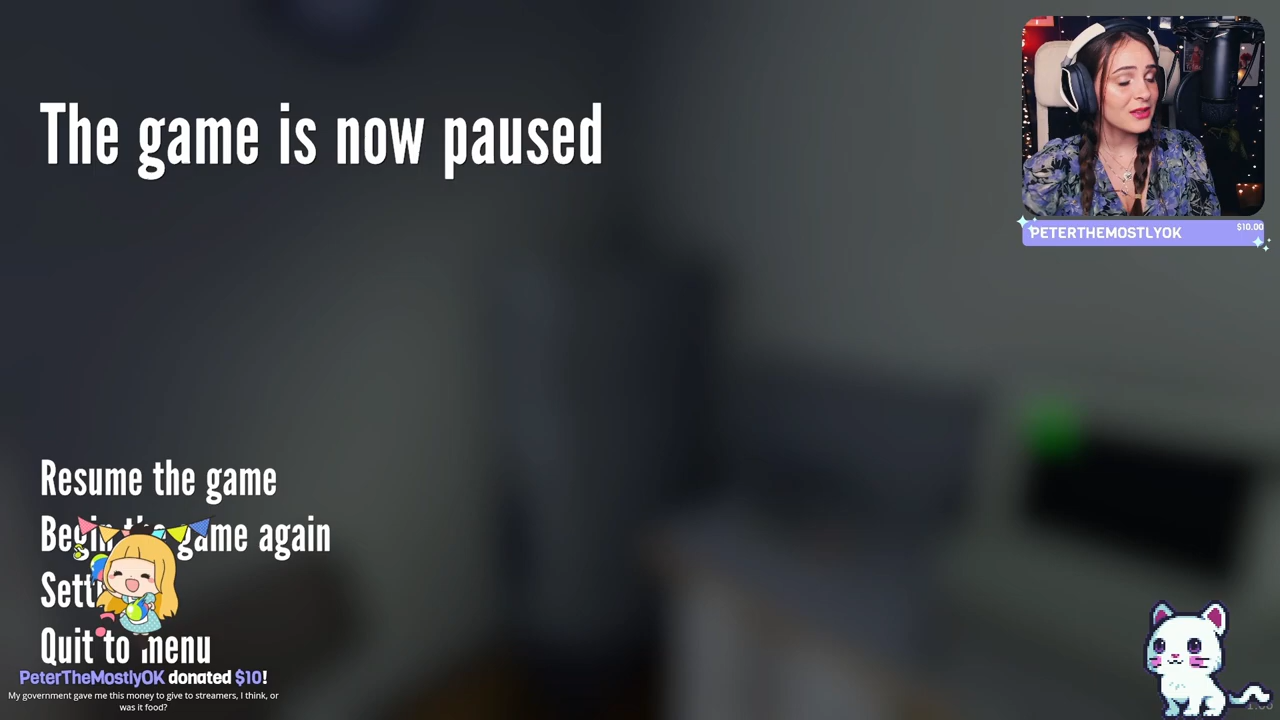 The game is now paused
PETERTHEMOSTLYOK $10.00
Resume the game
Begin the game again
Quit to menu
PeterTheMostlyOK donated $10!
My government gave me this money to give to streamers, I think, or
was it food?